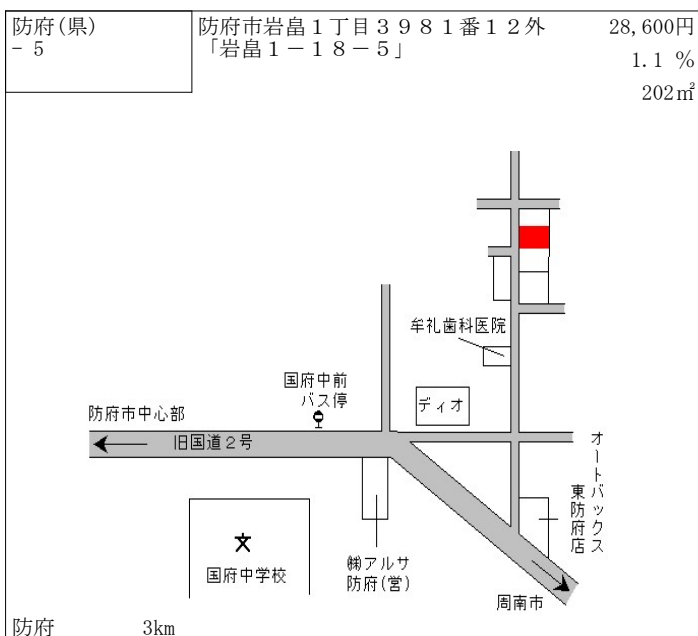 防府(県)
- 5
防府市岩畠１丁目３９８１番１２外
「岩畠１－１８－５」
28,600円
1.1 %
202㎡
牟礼歯科医院
国府中前
バス停
ディオ
防府市中心部
旧国道２号
オートバックス
東防府店
国府中学校
㈱アルサ
防府(営)
周南市
防府 3km